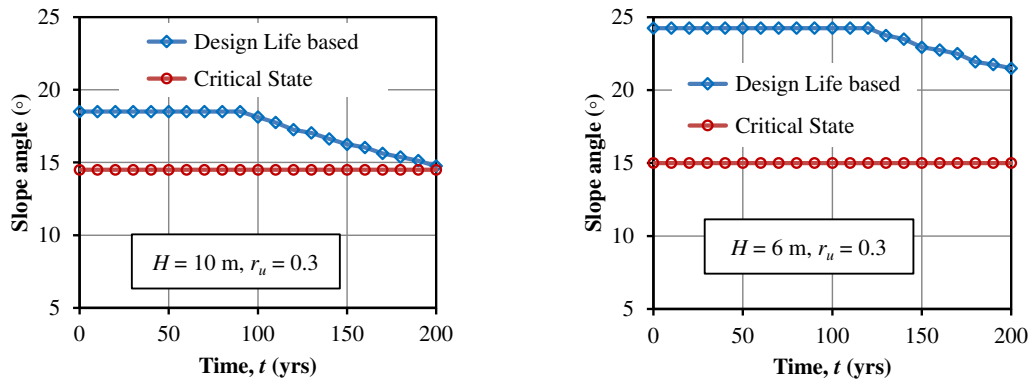 25
20
15
10
5
Slope angle (○)
Design Life based
Critical State
H = 10 m, r_u = 0.3
0 50 100 150 200
Time, t (yrs)
25
20
15
10
5
Slope angle (○)
Design Life based
Critical State
H = 6 m, r_u = 0.3
0 50 100 150 200
Time, t (yrs)